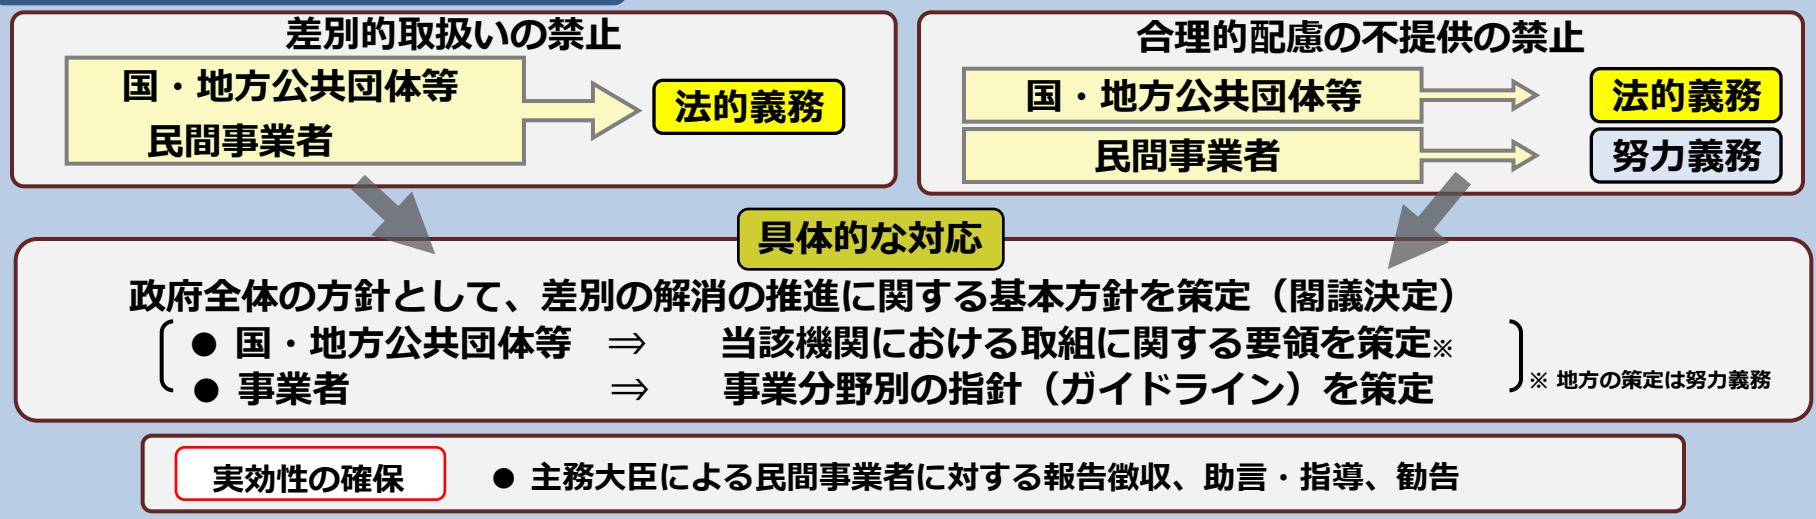 差別的取扱いの禁止
国・地方公共団体等
民間事業者
法的義務
合理的配慮の不提供の禁止
国・地方公共団体等
法的義務
民間事業者
努力義務
具体的な対応
政府全体の方針として、差別の解消の推進に関する基本方針を策定（閣議決定）
● 国・地方公共団体等 ⇒ 当該機関における取組に関する要領を策定※
● 事業者 ⇒ 事業分野別の指針（ガイドライン）を策定
※ 地方の策定は努力義務
実効性の確保
● 主務大臣による民間事業者に対する報告徴収、助言・指導、勧告